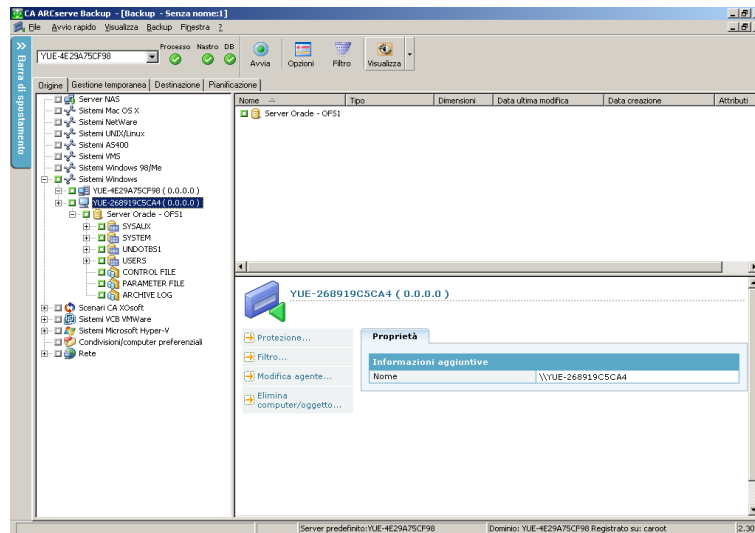 CA ARCserve Backup - [Backup - Senza nome:1]
File Avvio rapido Visualizza Backup Finestra ?
Barra di spostamento
YUE-4E29A75CF98
Processo Nastro DB
Avvia Opzioni Filtro Visualizza
Origine Gestione temporanea Destinazione Pianificazione
Server NAS
Sistemi Mac OS X
Sistemi NetWare
Sistemi UNIX/Linux
Sistemi AS400
Sistemi VMS
Sistemi Windows 98/Me
Sistemi Windows
YUE-4E29A75CF98 ( 0.0.0.0 )
YUE-268919C5CA4 ( 0.0.0.0 )
Server Oracle - OFS1
SYSAUX
SYSTEM
UNDOTBS1
USERS
CONTROL FILE
PARAMETER FILE
ARCHIVE LOG
Scenari CA XOsoft
Sistemi VCB VMWare
Sistemi Microsoft Hyper-V
Condivisioni/computer preferenziali
Rete
Nome Tipo Dimensioni Data ultima modifica Data creazione Attributi
Server Oracle - OFS1
YUE-268919C5CA4 ( 0.0.0.0 )
Protezione...
Filtro...
Modifica agente...
Elimina
computer/oggetto...
Proprietà
Informazioni aggiuntive
Nome \\YUE-268919C5CA4
Server predefinito:YUE-4E29A75CF98 Dominio: YUE-4E29A75CF98 Registrato su: caroot 2.30